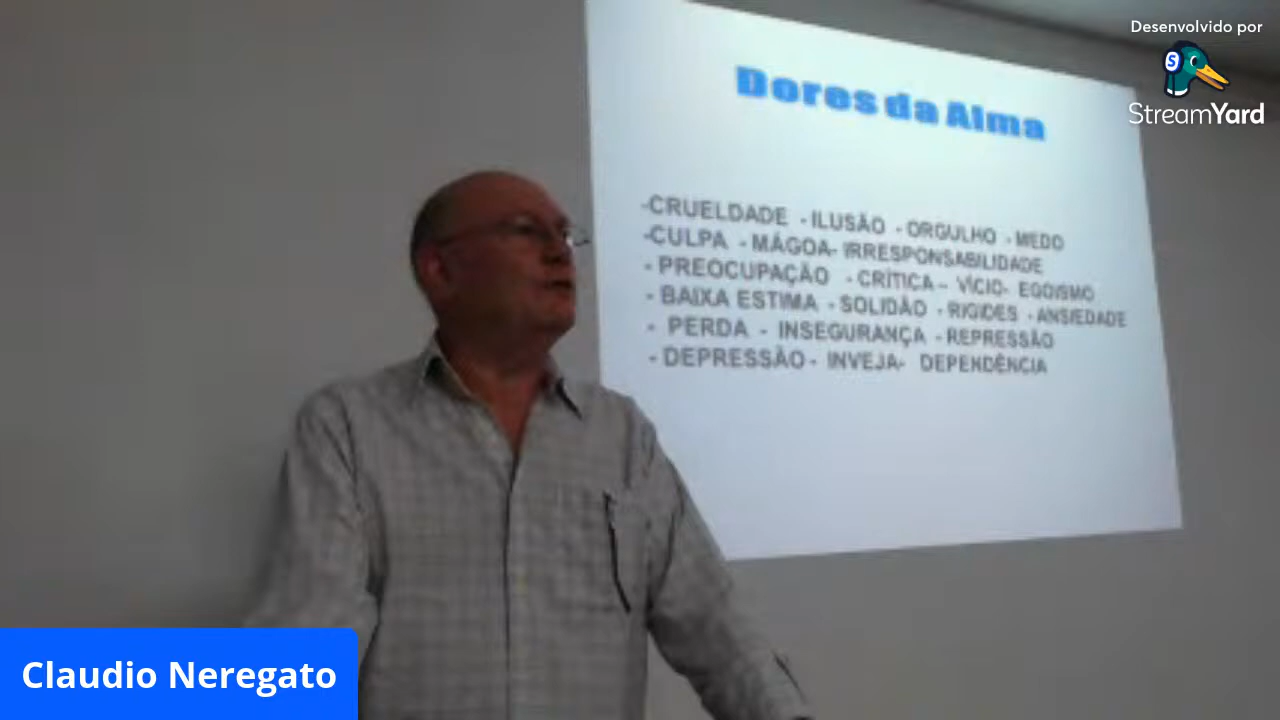 Desenvolvido por
StreamYard
Dores da Alma
-CRUELDADE - ILUSÃO - ORGULHO - MEDO
-CULPA - MÁGOA- IRRESPONSABILIDADE
- PREOCUPAÇÃO - CRÍTICA – VÍCIO- EGOISMO
- BAIXA ESTIMA - SOLIDÃO - RIGIDES - ANSIEDADE
- PERDA - INSEGURANÇA - REPRESSÃO
- DEPRESSÃO - INVEJA- DEPENDÊNCIA
Claudio Neregato